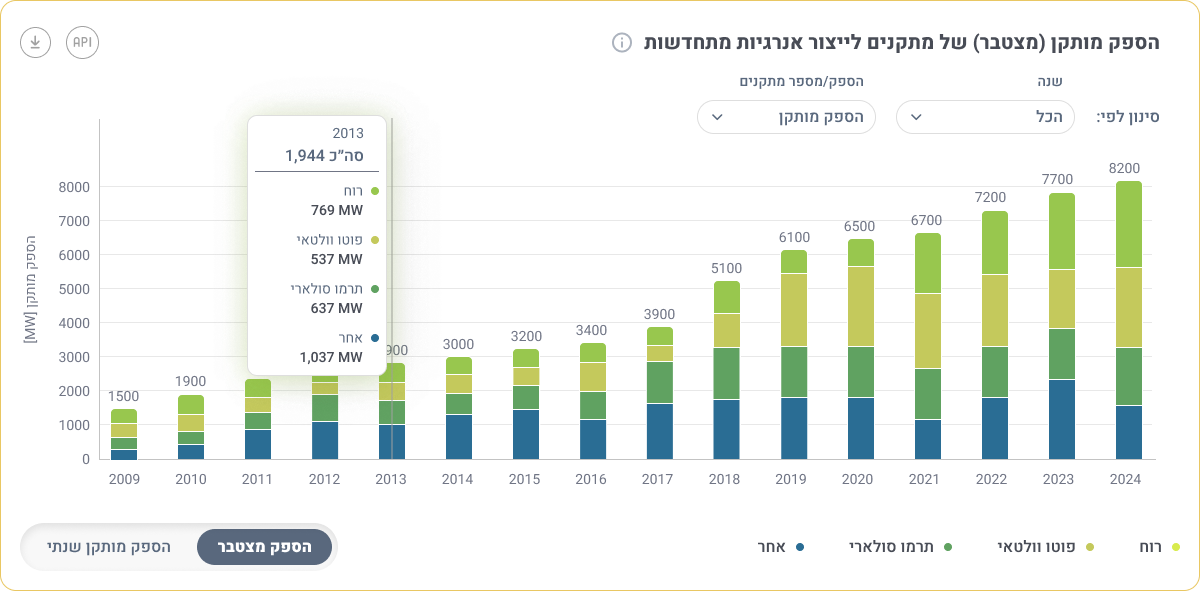 הספק מותקן (מצטבר) של מתקנים לייצור אנרגיות מתחדשות
API
סינון לפי:
שנה
הכל
הספק/מספר מתקנים
הספק מותקן
הספק מותקן [MW]
8000
7000
6000
5000
4000
3000
2000
1000
0
1500
1900
900
3000
3200
3400
3900
5100
6100
6500
6700
7200
7700
8200
2013
סה״כ 1,944
רוח
769 MW
פוטו וולטאי
537 MW
תרמו סולארי
637 MW
אחר
1,037 MW
2009
2010
2011
2012
2013
2014
2015
2016
2017
2018
2019
2020
2021
2022
2023
2024
רוח
פוטו וולטאי
תרמו סולארי
אחר
הספק מצטבר
הספק מותקן שנתי